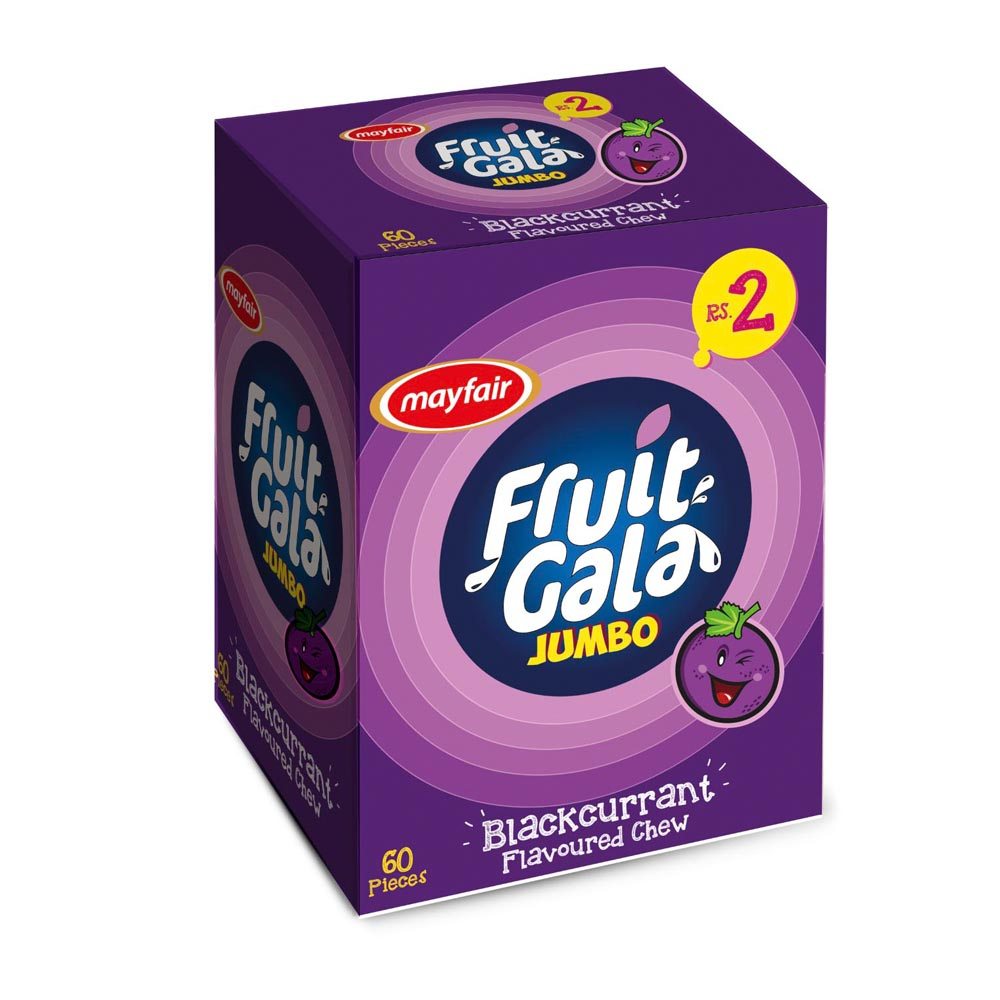 mayfair
Rs. 2
Fruit
Gala
JUMBO
Blackcurrant
Flavoured Chew
60
Pieces
mayfair
Rs. 2
Fruit
Gala
JUMBO
Blackcurrant
Flavoured Chew
60
Pieces
mayfair
Fruit
Gala
JUMBO
60
Pieces
Blackcurrant
Flavoured Chew